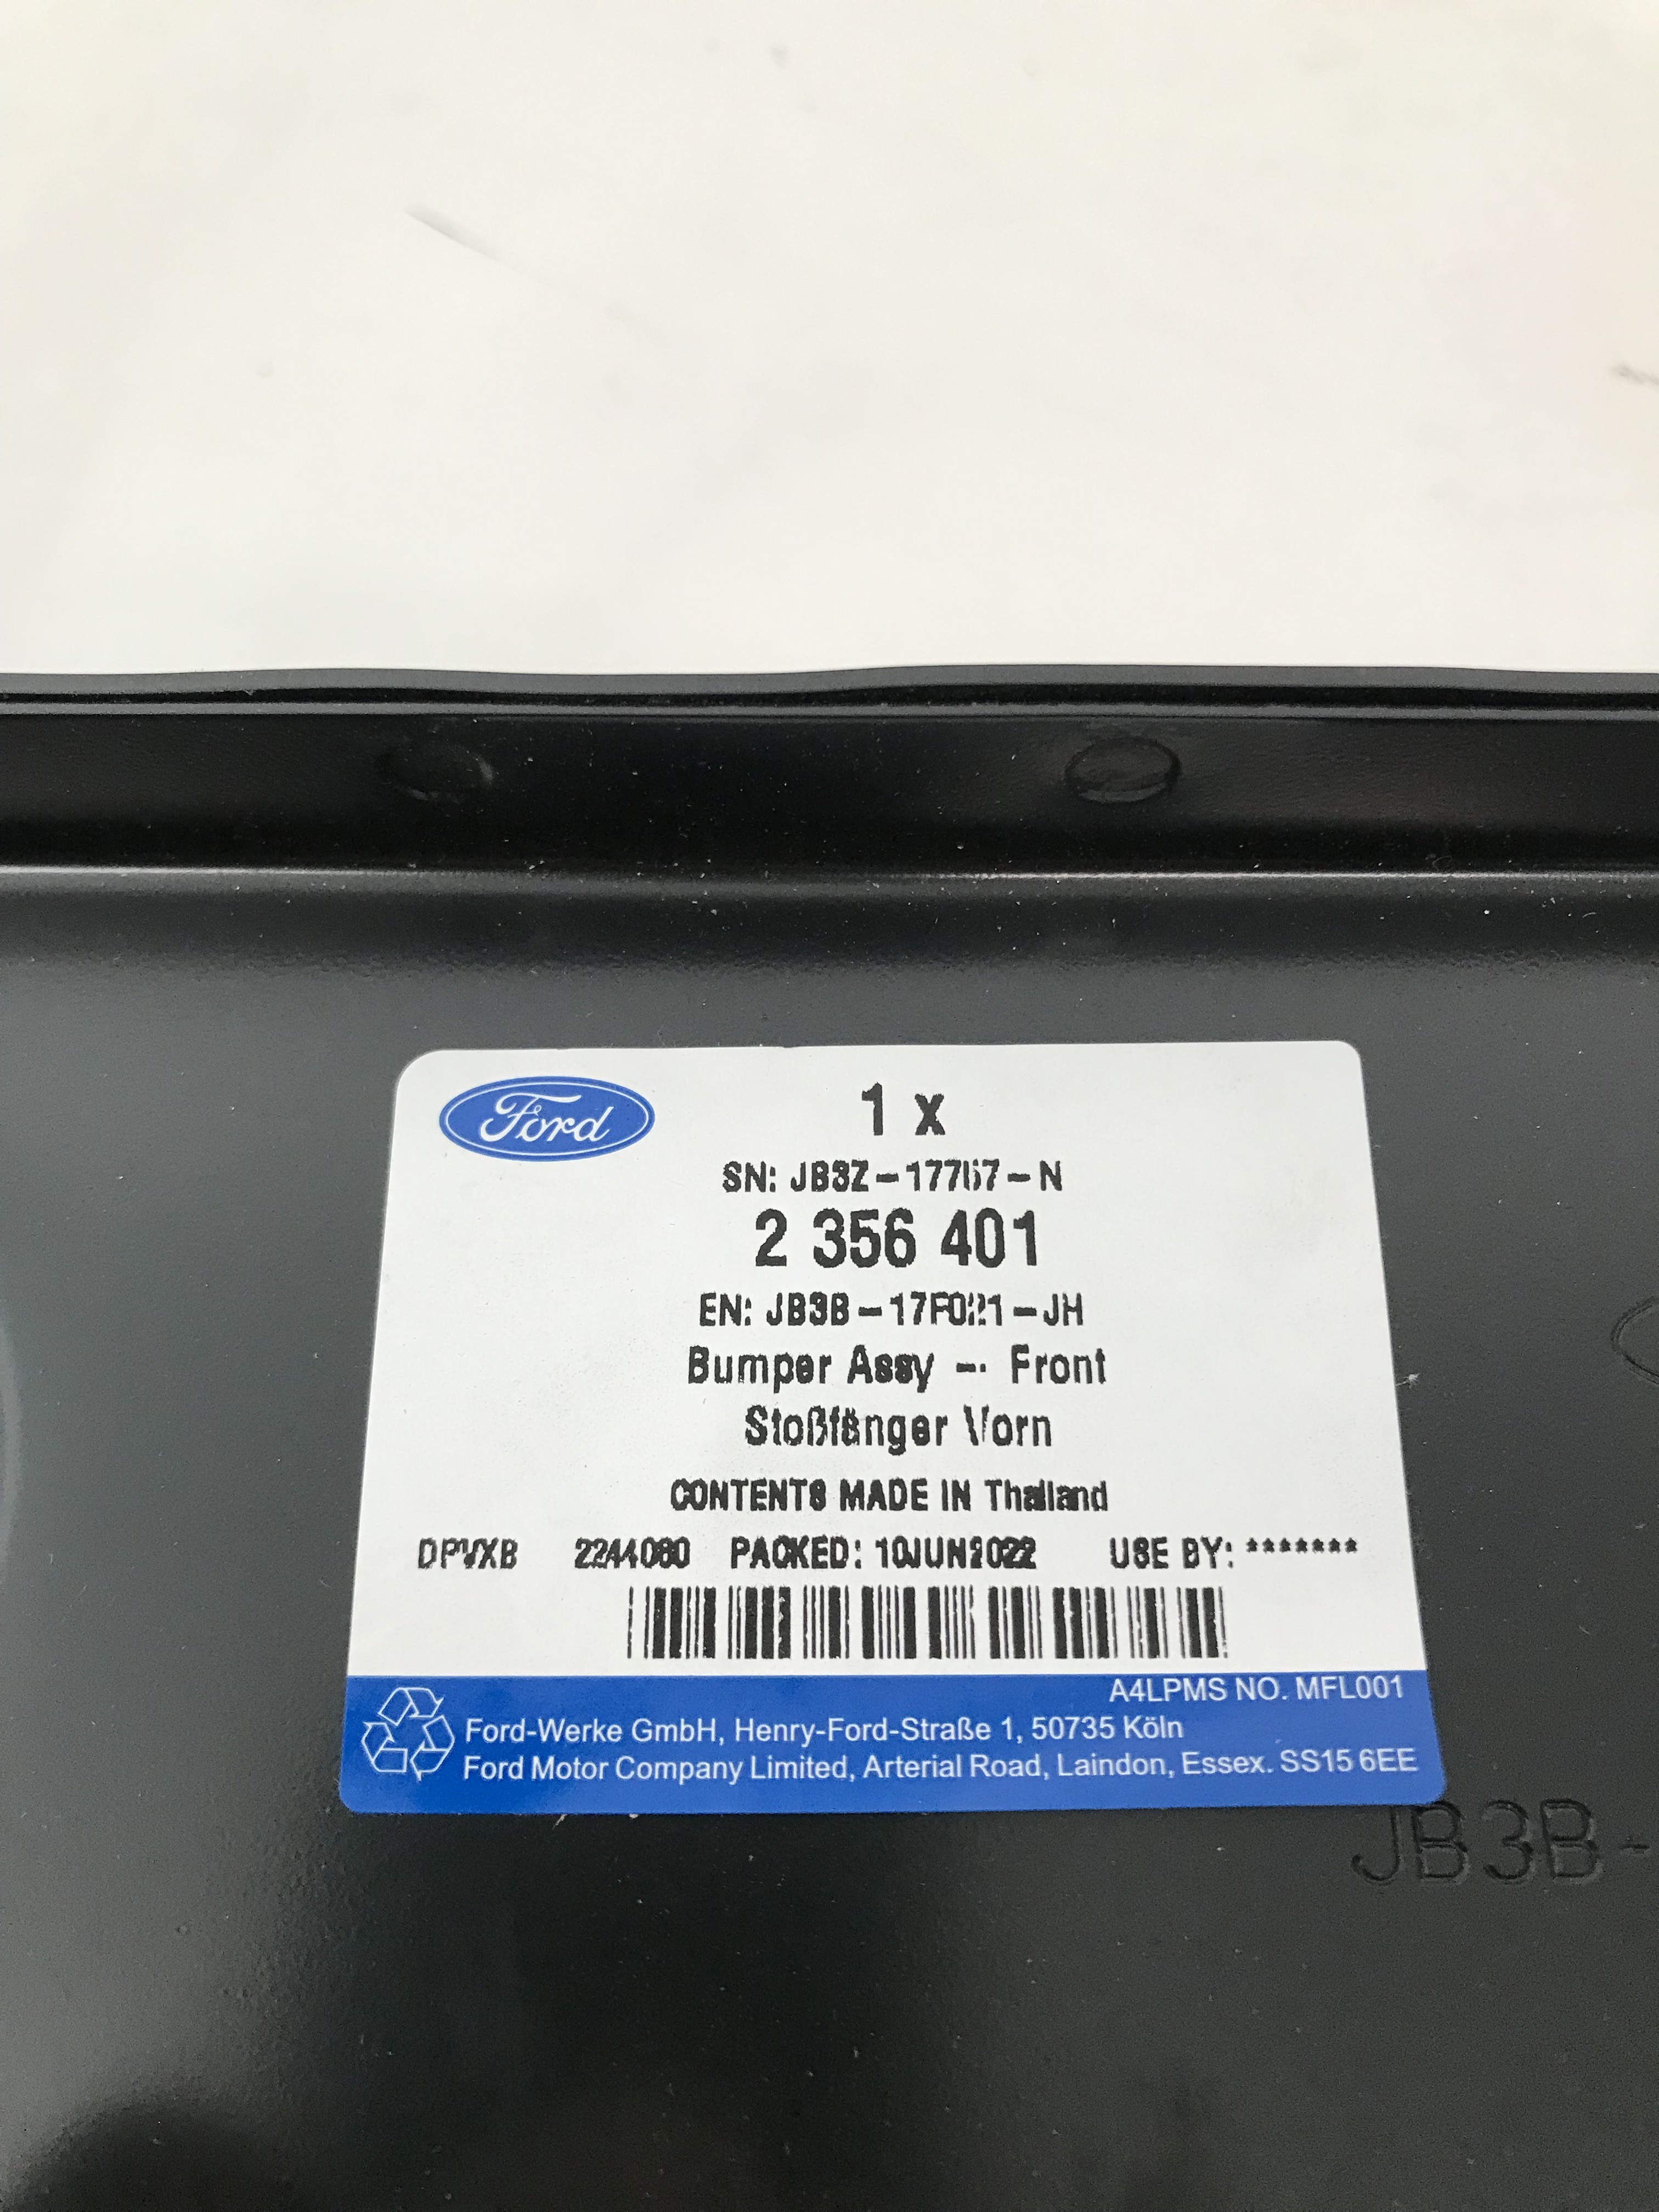 Ford
1 x
SN: JB3Z-17757-N
2 356 401
EN: JB3B-17F021-JH
Bumper Assy - Front
Stoßfänger Vorn
CONTENTS MADE IN Thailand
DPVXB 2244080 PACKED: 10JUN2022 USE BY: *******
A4LPMS NO. MFL001
Ford-Werke GmbH, Henry-Ford-Straße 1, 50735 Köln
Ford Motor Company Limited, Arterial Road, Laindon, Essex. SS15 6EE
JB3B-